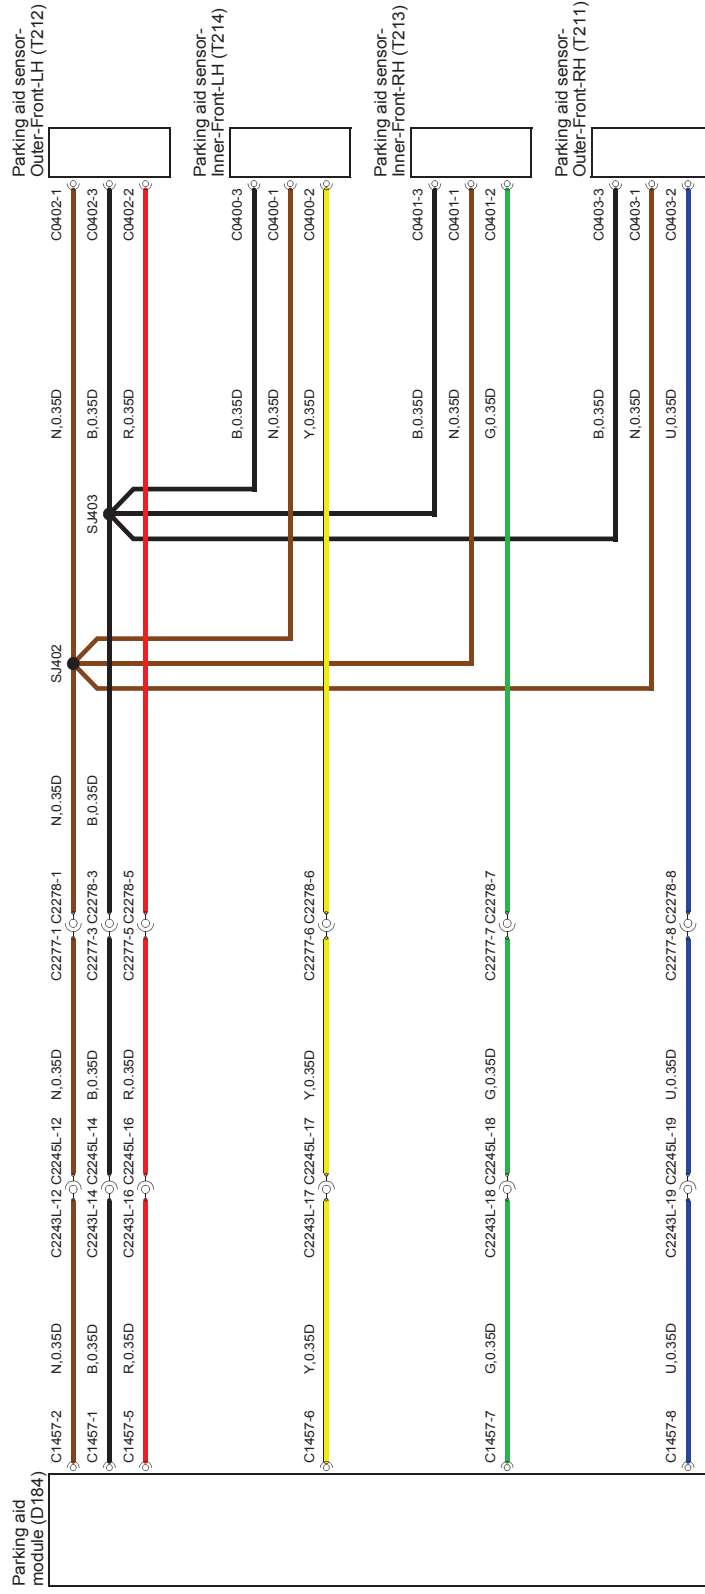 Parking aid
module (D184)
C1457-2
N,0.35D
C2243L-12
C2245L-12
N,0.35D
C2277-1
C2278-1
N,0.35D
SJ402
N,0.35D
C0402-1
Parking aid sensor-
Outer-Front-LH (T212)
C1457-1
B,0.35D
C2243L-14
C2245L-14
B,0.35D
C2277-3
C2278-3
B,0.35D
SJ403
B,0.35D
C0402-3
C1457-5
R,0.35D
C2243L-16
C2245L-16
R,0.35D
C2277-5
C2278-5
R,0.35D
C0402-2
Parking aid sensor-
Inner-Front-LH (T214)
B,0.35D
C0400-3
N,0.35D
C0400-1
C1457-6
Y,0.35D
C2243L-17
C2245L-17
Y,0.35D
C2277-6
C2278-6
Y,0.35D
C0400-2
Parking aid sensor-
Inner-Front-RH (T213)
B,0.35D
C0401-3
N,0.35D
C0401-1
C1457-7
G,0.35D
C2243L-18
C2245L-18
G,0.35D
C2277-7
C2278-7
G,0.35D
C0401-2
Parking aid sensor-
Outer-Front-RH (T211)
B,0.35D
C0403-3
N,0.35D
C0403-1
C1457-8
U,0.35D
C2243L-19
C2245L-19
U,0.35D
C2277-8
C2278-8
U,0.35D
C0403-2